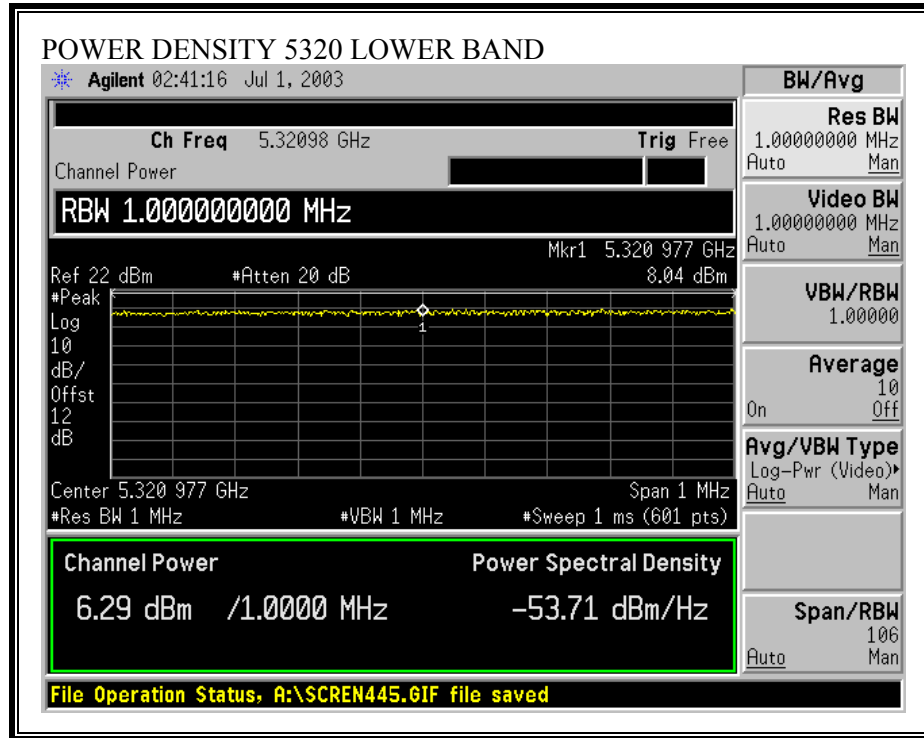 POWER DENSITY 5320 LOWER BAND
Agilent 02:41:16 Jul 1, 2003
BW/Avg
Ch Freq 5.32098 GHz Trig Free
Channel Power
RBW 1.000000000 MHz
Mkr1 5.320 977 GHz
Ref 22 dBm #Atten 20 dB 8.04 dBm
#Peak
Log
10
dB/
Offst
12
dB
1
Center 5.320 977 GHz Span 1 MHz
#Res BW 1 MHz #VBW 1 MHz #Sweep 1 ms (601 pts)
Channel Power Power Spectral Density
6.29 dBm /1.0000 MHz -53.71 dBm/Hz
File Operation Status, A:\SCREN445.GIF file saved
Res BW
1.00000000 MHz
Auto Man
Video BW
1.00000000 MHz
Auto Man
VBW/RBW
1.00000
Average
10
On Off
Avg/VBW Type
Log-Pwr (Video)▸
Auto Man
Span/RBW
106
Auto Man